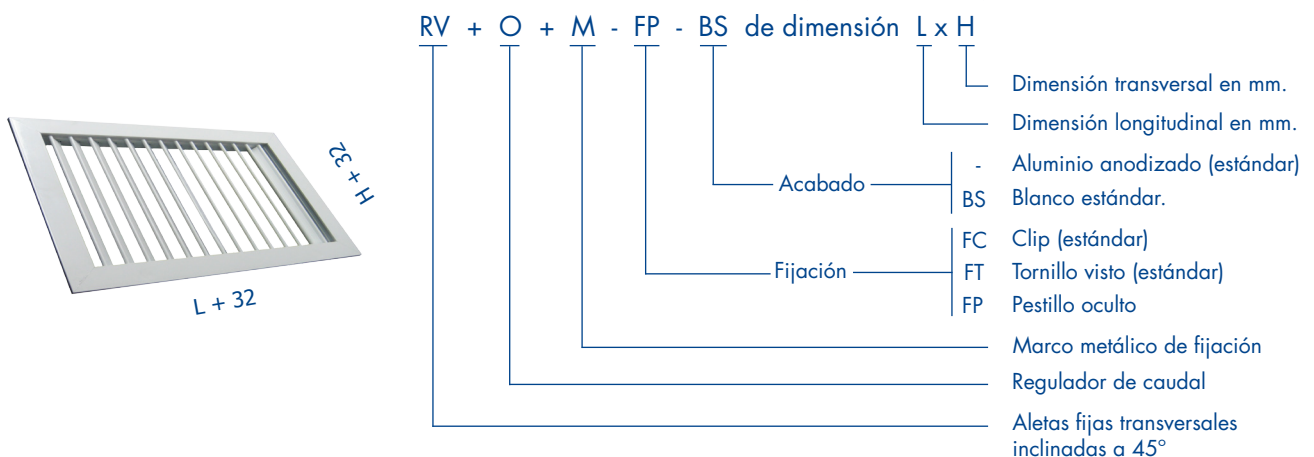 RV + O + M - FP - BS de dimensión L x H
Dimensión transversal en mm.
Dimensión longitudinal en mm.
Acabado
- Aluminio anodizado (estándar)
BS Blanco estándar.
Fijación
FC Clip (estándar)
FT Tornillo visto (estándar)
FP Pestillo oculto
Marco metálico de fijación
Regulador de caudal
Aletas fijas transversales
inclinadas a 45°
H + 32
L + 32